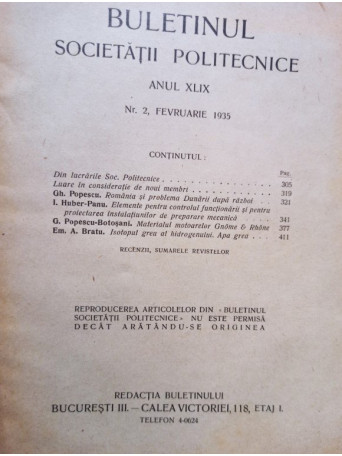 BULETINUL
SOCIETĂȚII POLITECNICE
ANUL XLIX
Nr. 2, FEVRUARIE 1935
CONȚINUTUL :
Pag.
Din lucrările Soc. Politecnice . . . . . . . . . . . . . . . . 305
Luare în considerație de noui membri . . . . . . . . . . . . 319
Gh. Popescu. România și problema Dunării după război . . . 321
I. Huber-Panu. Elemente pentru controlul funcționării și pentru
proiectarea instalațiunilor de preparare mecanică . . . . . 341
G. Popescu-Botoșani. Materialul motoarelor Gnôme & Rhône 377
Em. A. Bratu. Isotopul greu al hidrogenului. Apa grea . . . 411
RECENZII, SUMARELE REVISTELOR
REPRODUCEREA ARTICOLELOR DIN « BULETINUL
SOCIETĂȚII POLITECNICE» NU ESTE PERMISĂ
DECÂT ARĂTÂNDU-SE ORIGINEA
REDACȚIA BULETINULUI
BUCUREȘTI III. — CALEA VICTORIEI, 118, ETAJ I.
TELEFON 4-0624